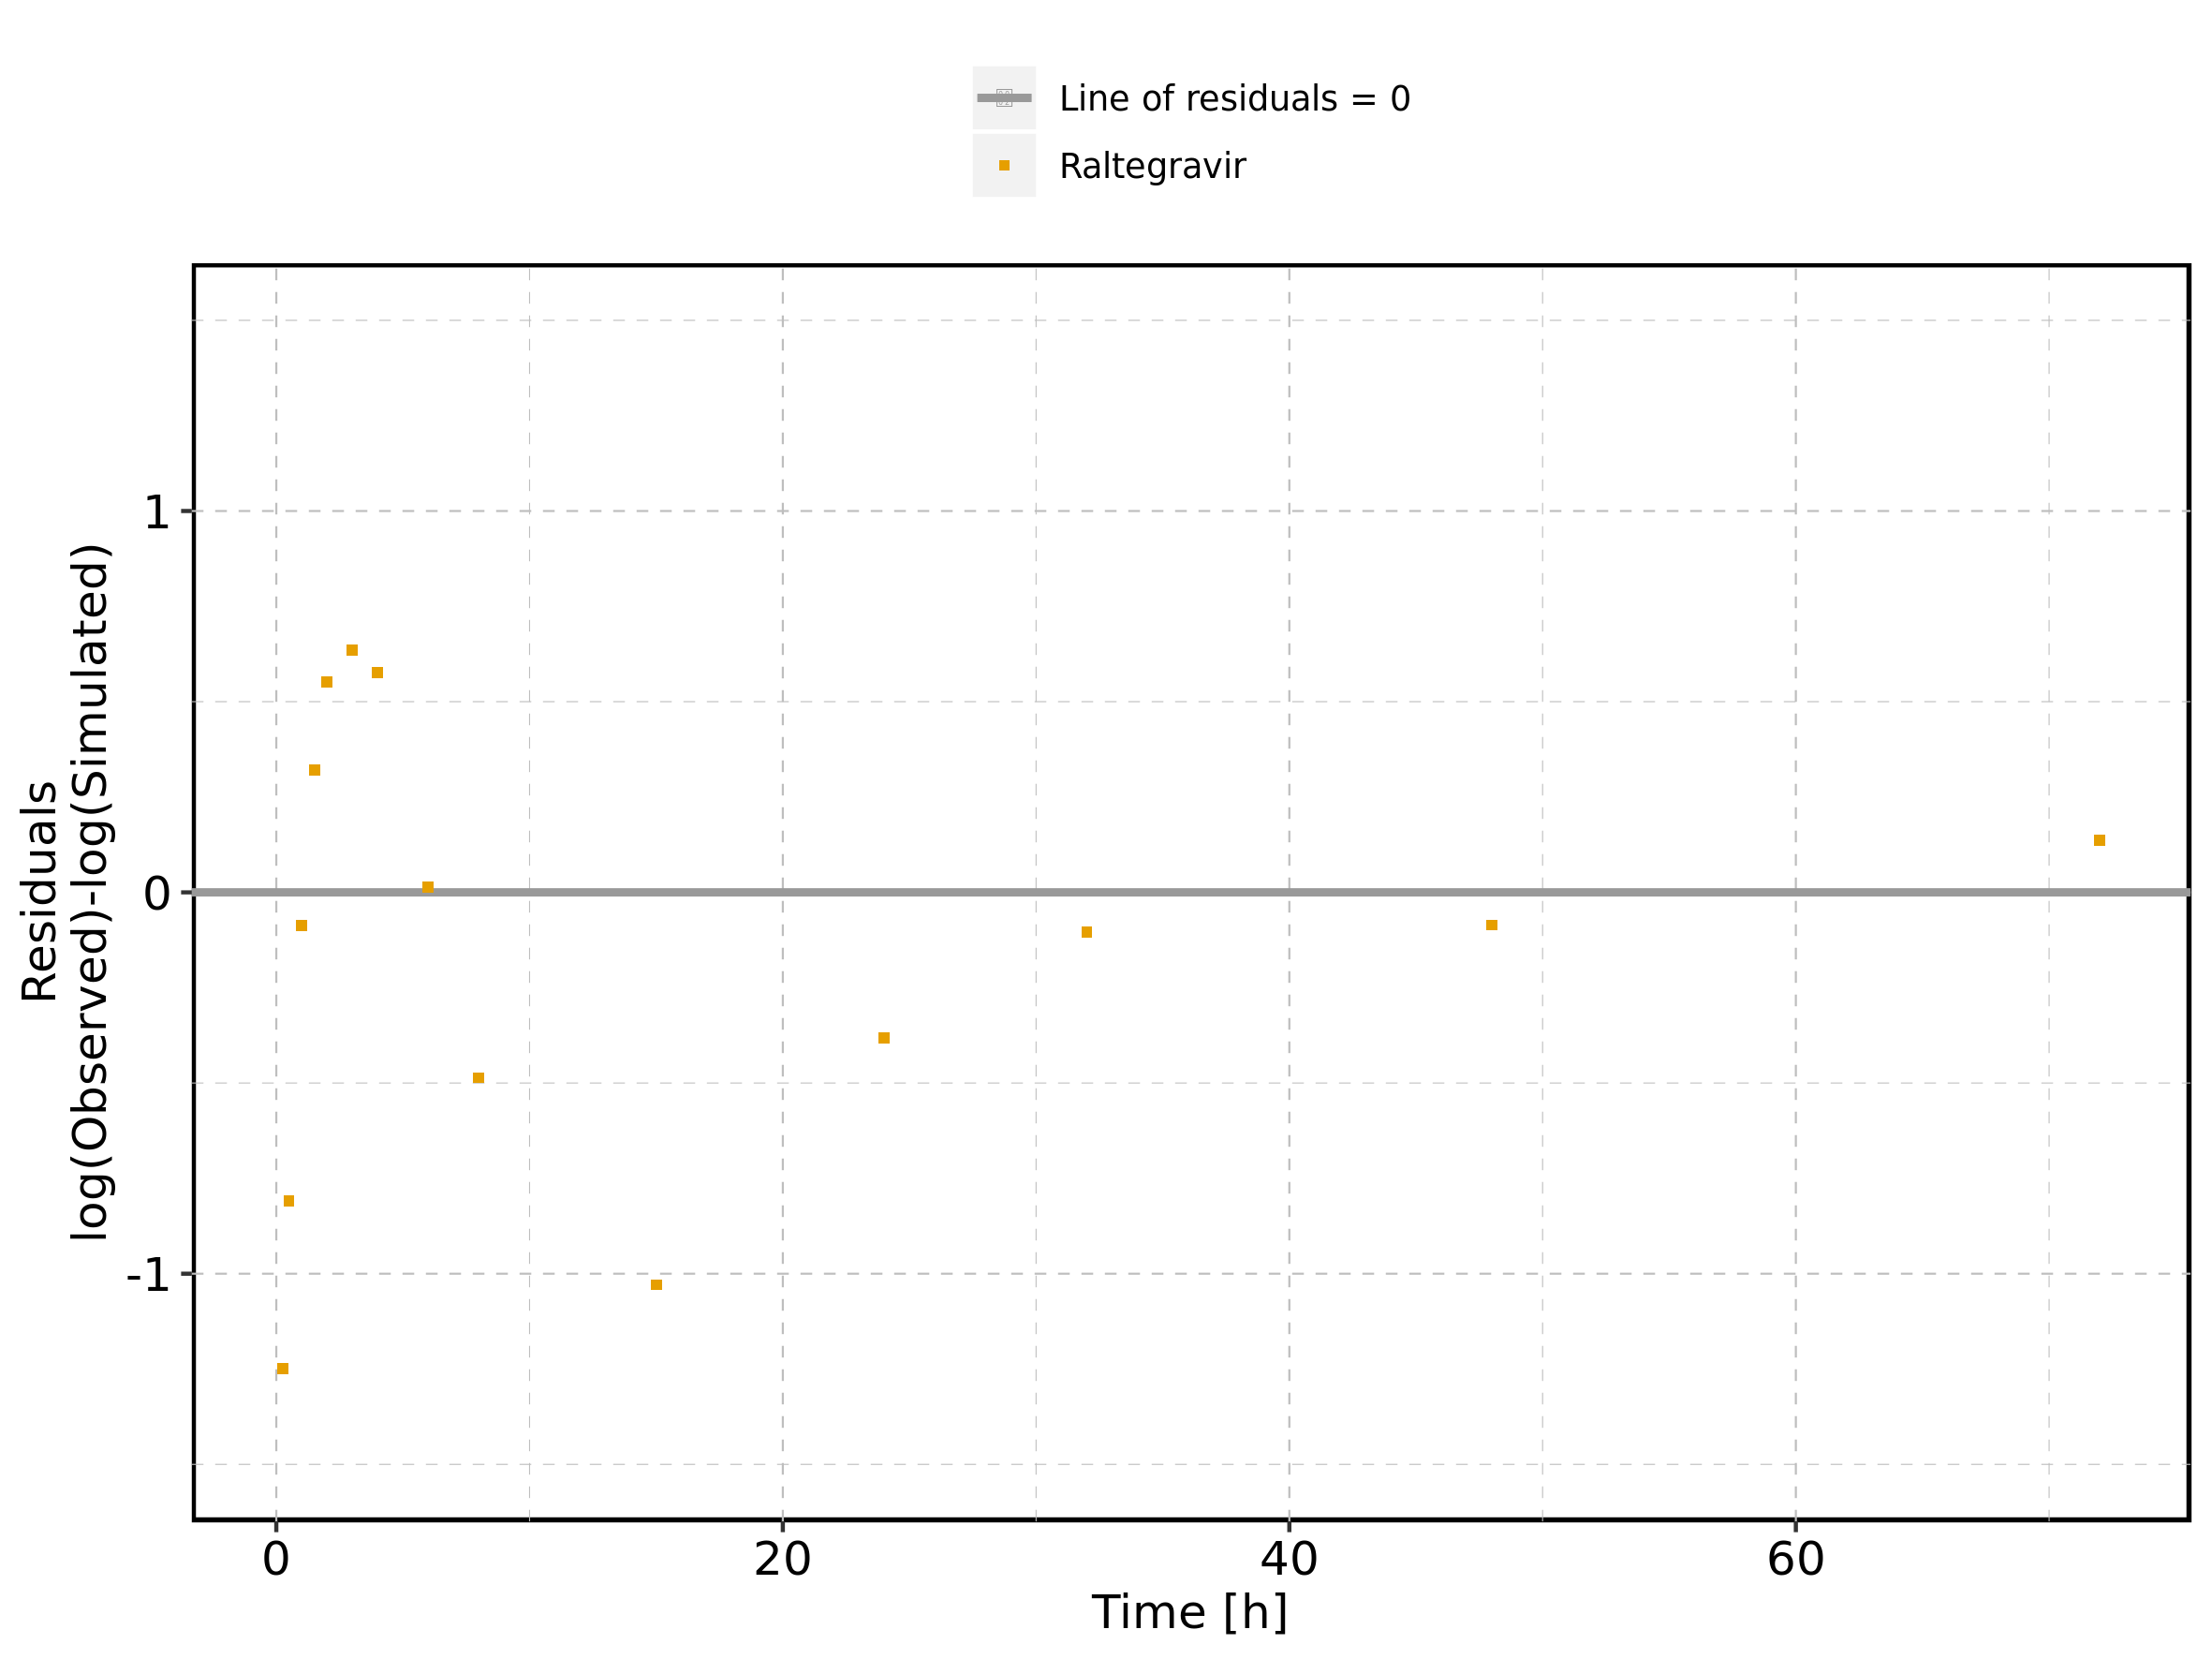 Line of residuals = 0
Raltegravir
Residuals
log(Observed)-log(Simulated)
1
0
-1
0
20
40
60
Time [h]